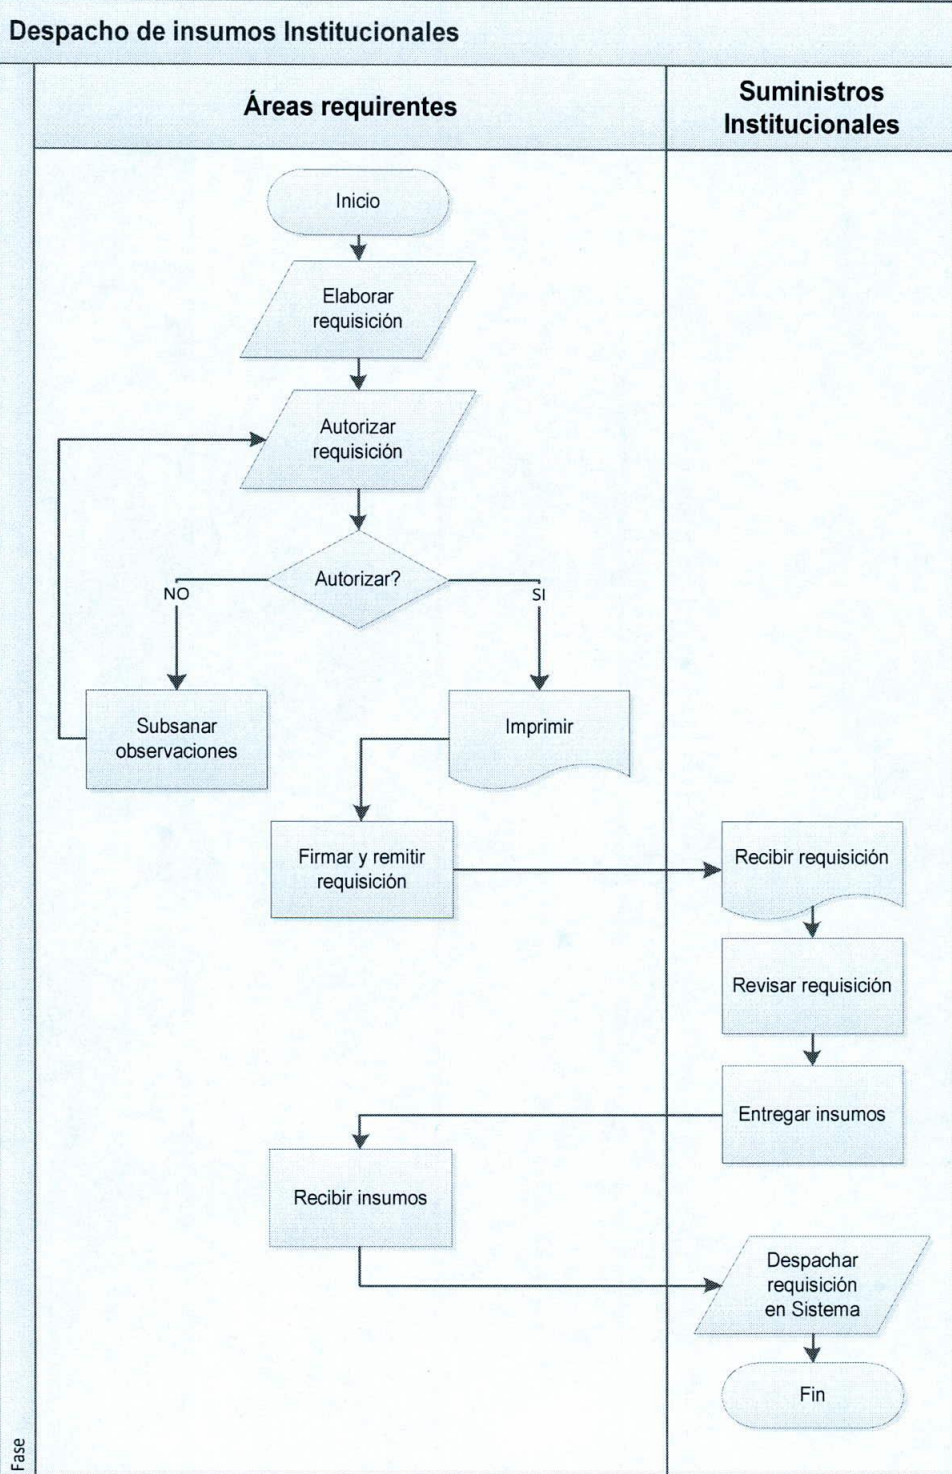 Despacho de insumos Institucionales
Áreas requirentes
Suministros
Institucionales
Inicio
Elaborar
requisición
Autorizar
requisición
Autorizar?
NO
SI
Subsanar
observaciones
Imprimir
Firmar y remitir
requisición
Recibir requisición
Revisar requisición
Entregar insumos
Recibir insumos
Despachar
requisición
en Sistema
Fin
Fase